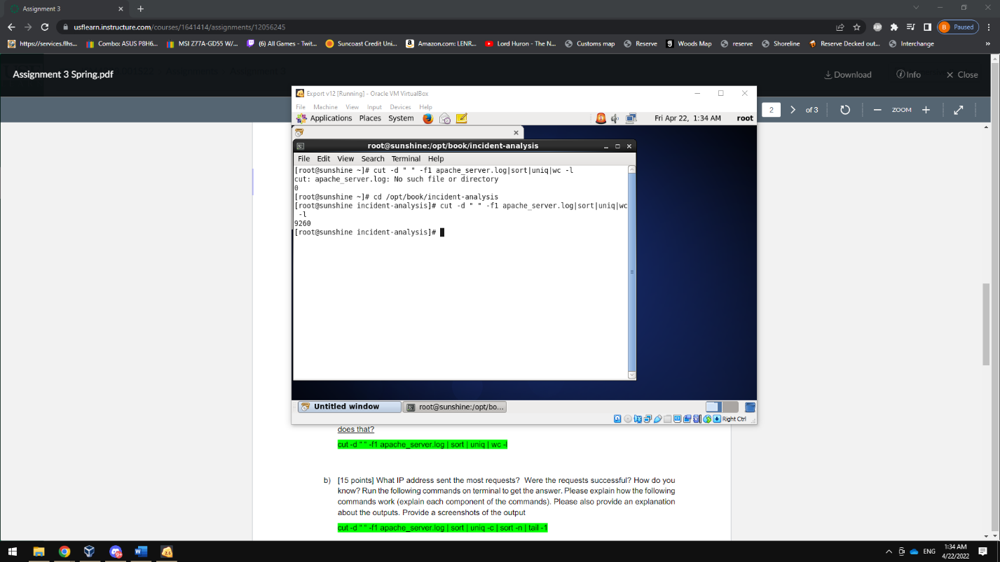 Assignment 3
usflearn.instructure.com/courses/1641414/assignments/12056245
ABP
B Paused
https://services.flhs...
Combo: ASUS P8H6...
MSI Z77A-GD55 W/...
(6) All Games - Twit...
Suncoast Credit Uni...
Amazon.com: LENR...
Lord Huron - The N...
Customs map
Reserve
Woods Map
reserve
Shoreline
Reserve Decked out...
Interchange
Assignment 3 Spring.pdf
Download
Info
Close
2
of 3
ZOOM
Export v12 [Running] - Oracle VM VirtualBox
File Machine View Input Devices Help
Applications Places System
Fri Apr 22, 1:34 AM
root
root@sunshine:/opt/book/incident-analysis
File Edit View Search Terminal Help
[root@sunshine ~]# cut -d " " -f1 apache_server.log|sort|uniq|wc -l
cut: apache_server.log: No such file or directory
0
[root@sunshine ~]# cd /opt/book/incident-analysis
[root@sunshine incident-analysis]# cut -d " " -f1 apache_server.log|sort|uniq|wc
-l
9260
[root@sunshine incident-analysis]#
Untitled window
root@sunshine:/opt/bo...
Right Ctrl
does that?
cut -d " " -f1 apache_server.log | sort | uniq | wc -l
b) [15 points] What IP address sent the most requests? Were the requests successful? How do you
know? Run the following commands on terminal to get the answer. Please explain how the following
commands work (explain each component of the commands). Please also provide an explanation
about the outputs. Provide a screenshots of the output
cut -d " " -f1 apache_server.log | sort | uniq -c | sort -n | tail -1
ENG
1:34 AM
4/22/2022